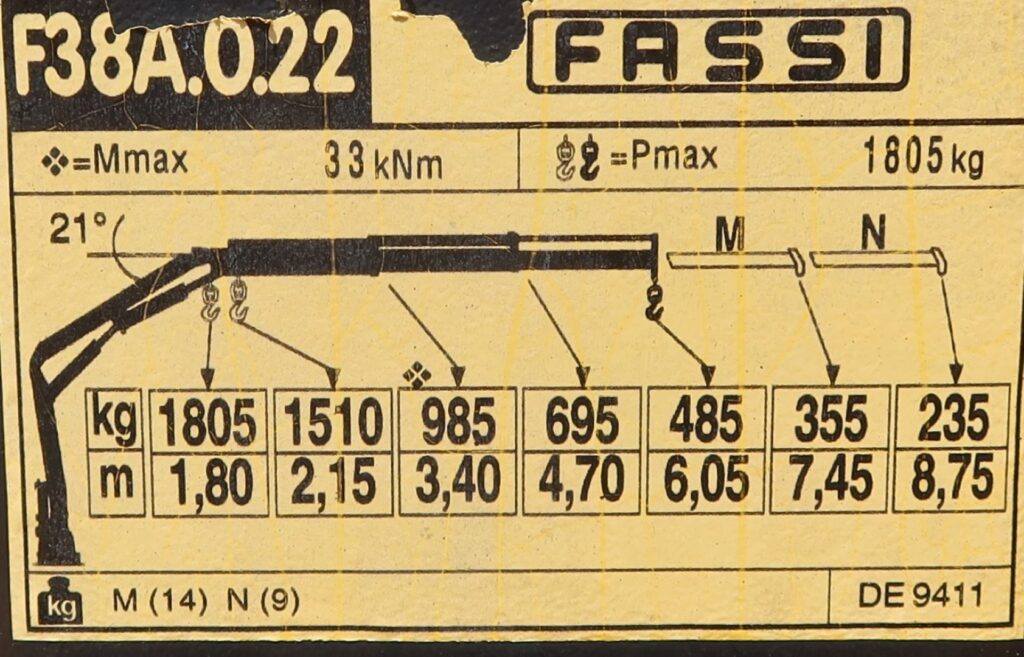 F38A.0.22 FASSI
❖=Mmax 33 kNm =Pmax 1805 kg
21° M N
kg 1805 1510 985 695 485 355 235
m 1,80 2,15 3,40 4,70 6,05 7,45 8,75
kg M (14) N (9) DE 9411